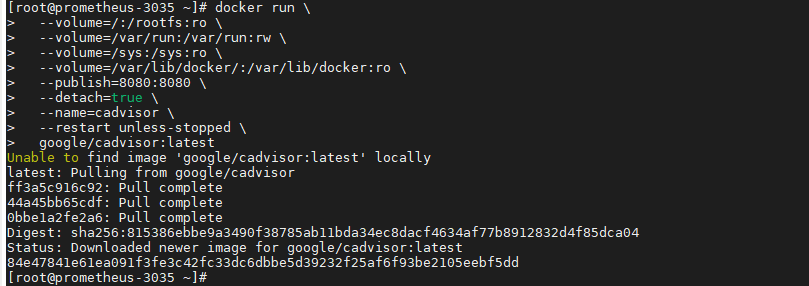 [root@prometheus-3035 ~]# docker run \
>   --volume=/:/rootfs:ro \
>   --volume=/var/run:/var/run:rw \
>   --volume=/sys:/sys:ro \
>   --volume=/var/lib/docker/:/var/lib/docker:ro \
>   --publish=8080:8080 \
>   --detach=true \
>   --name=cadvisor \
>   --restart unless-stopped \
>   google/cadvisor:latest
Unable to find image 'google/cadvisor:latest' locally
latest: Pulling from google/cadvisor
ff3a5c916c92: Pull complete
44a45bb65cdf: Pull complete
0bbe1a2fe2a6: Pull complete
Digest: sha256:815386ebbe9a3490f38785ab11bda34ec8dacf4634af77b8912832d4f85dca04
Status: Downloaded newer image for google/cadvisor:latest
84e47841e61ea091f3fe3c42fc33dc6dbbe5d39232f25af6f93be2105eebf5dd
[root@prometheus-3035 ~]#